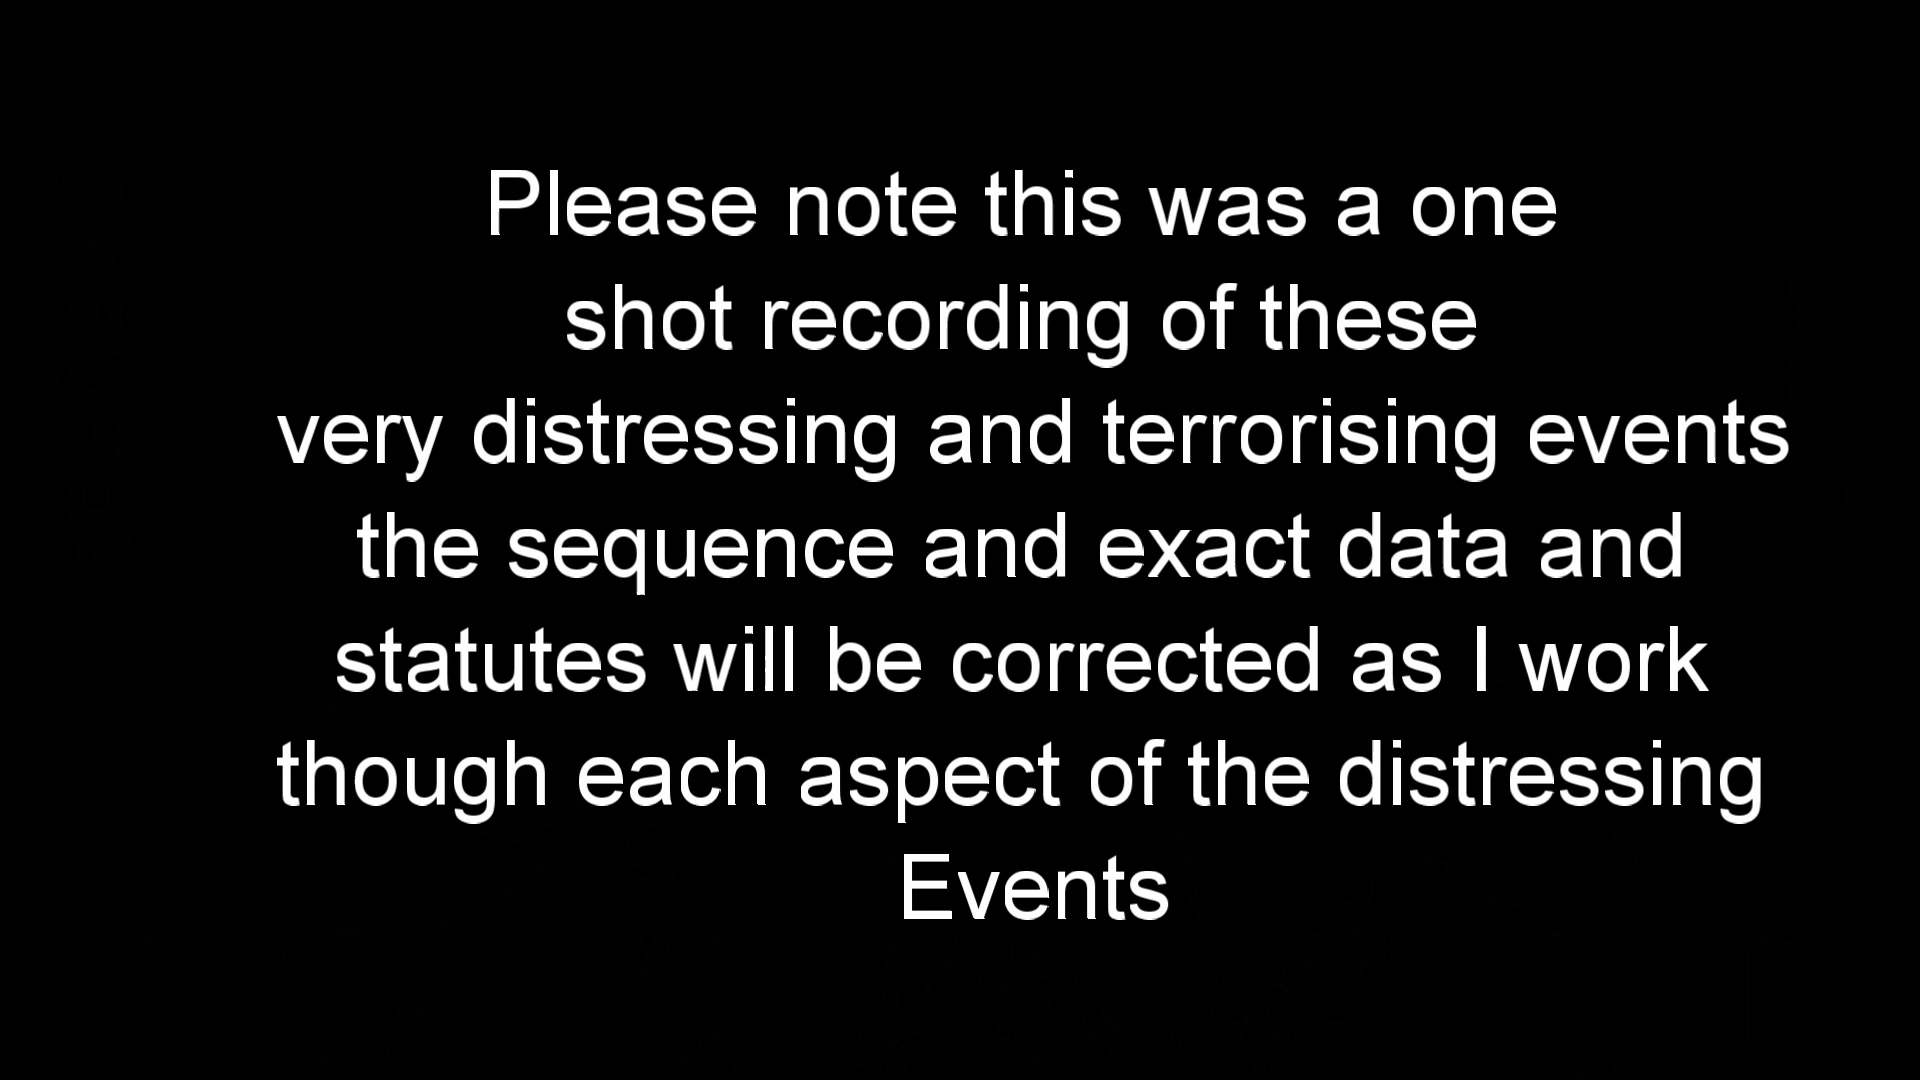 Please note this was a one
shot recording of these
very distressing and terrorising events
the sequence and exact data and
statutes will be corrected as I work
though each aspect of the distressing
Events